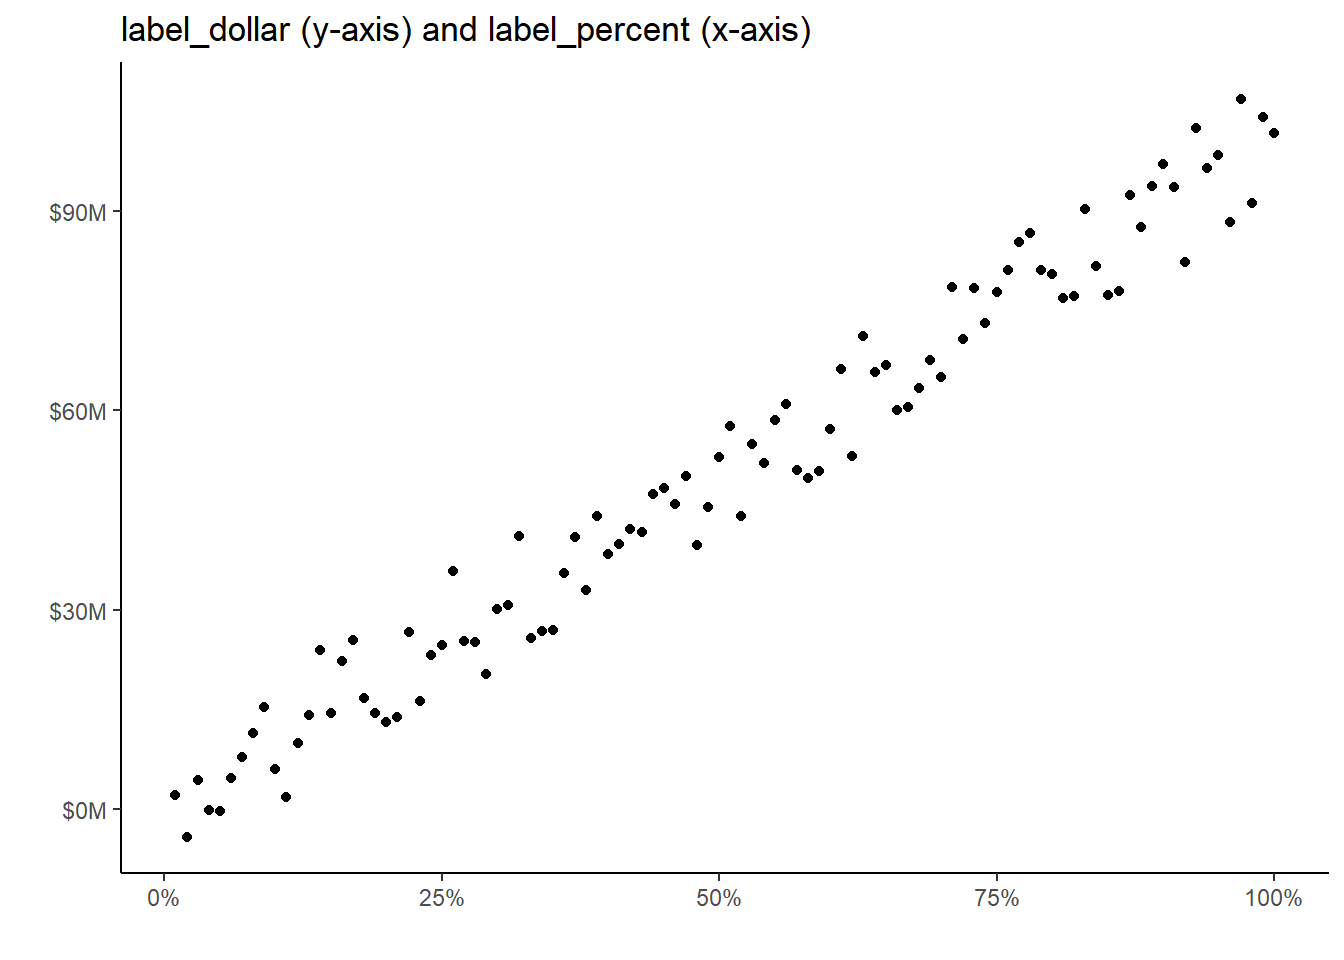 label_dollar (y-axis) and label_percent (x-axis)
$90M
$60M
$30M
$0M
0% 25% 50% 75% 100%